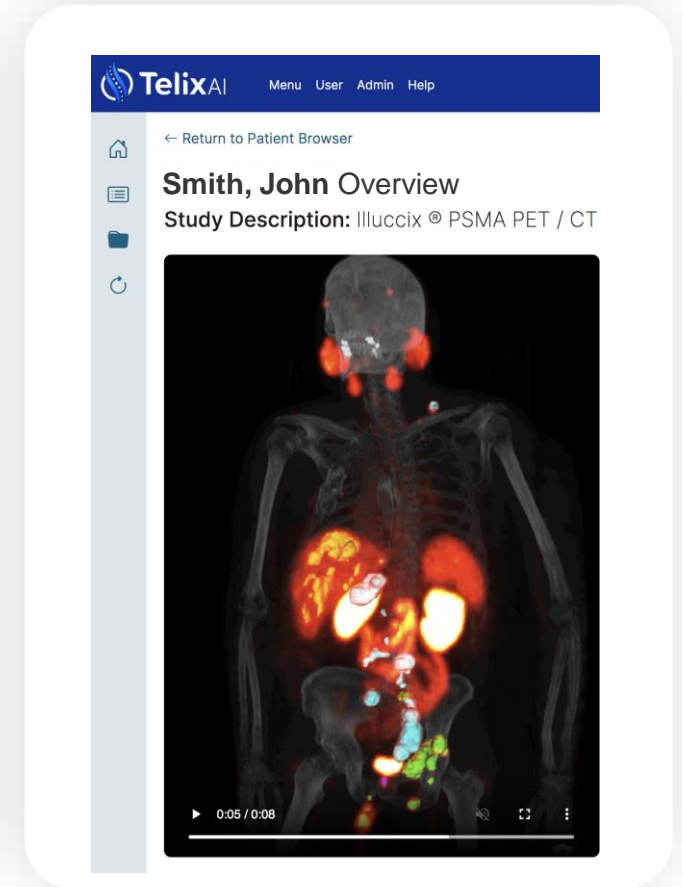 TelixAI Menu User Admin Help
← Return to Patient Browser
Smith, John Overview
Study Description: Illuccix ® PSMA PET / CT
0:05 / 0:08